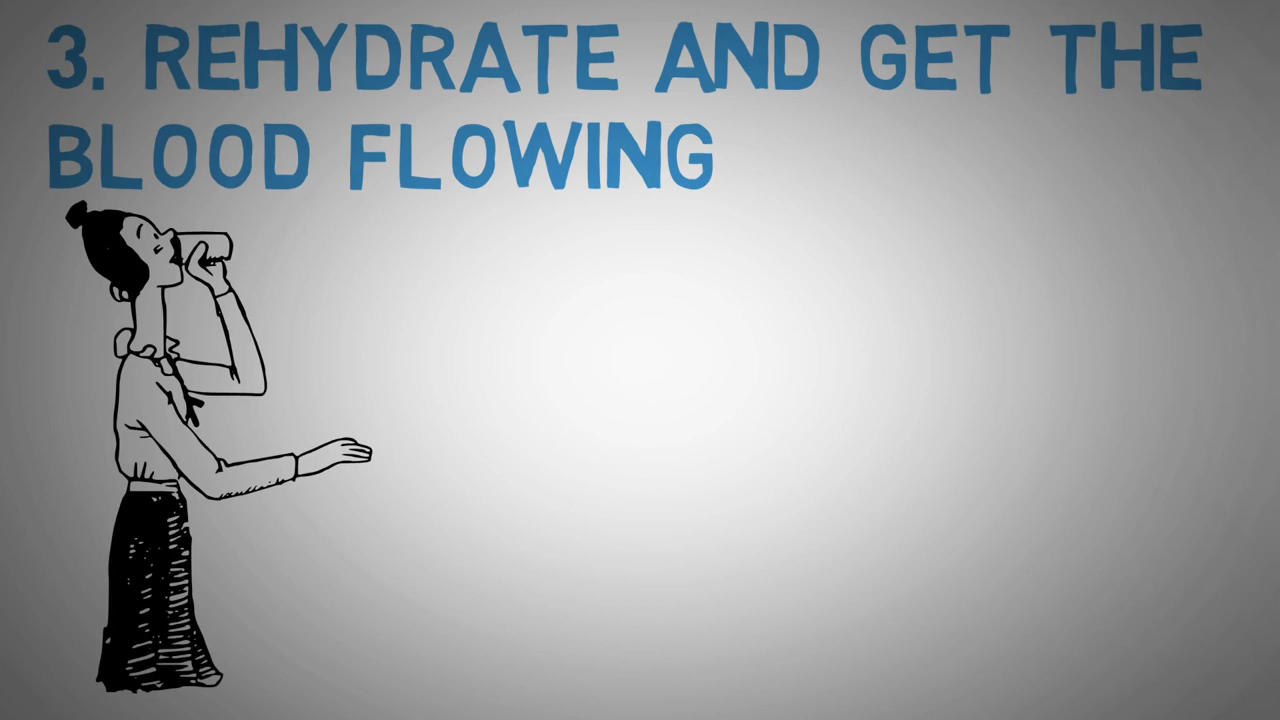 3. REHYDRATE AND GET THE
BLOOD FLOWING